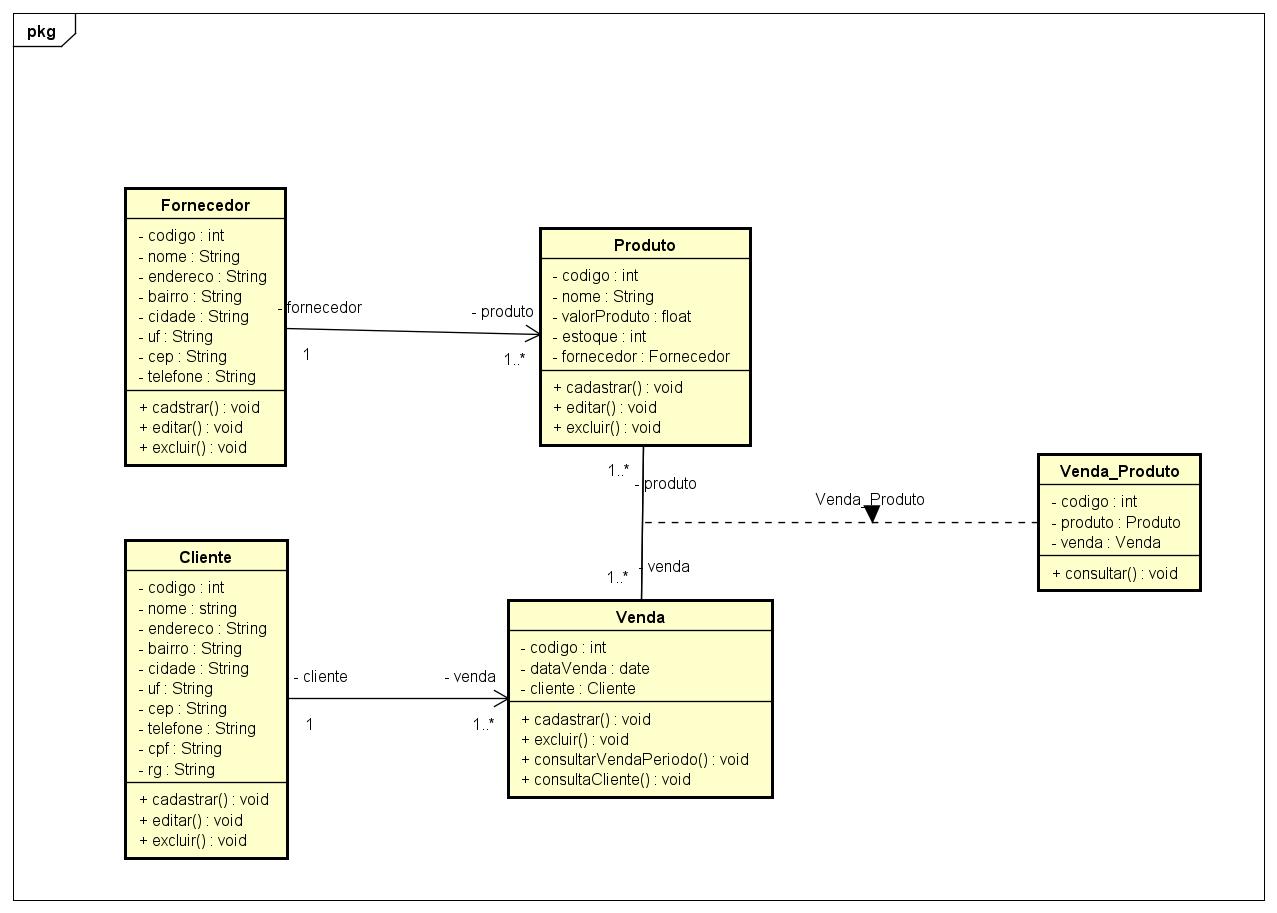 pkg
Fornecedor
- codigo : int
- nome : String
- endereco : String
- bairro : String
- cidade : String
- uf : String
- cep : String
- telefone : String
+ cadstrar() : void
+ editar() : void
+ excluir() : void
- fornecedor
1
- produto
1..*
Produto
- codigo : int
- nome : String
- valorProduto : float
- estoque : int
- fornecedor : Fornecedor
+ cadastrar() : void
+ editar() : void
+ excluir() : void
1..*
- produto
Venda_Produto
Venda_Produto
- codigo : int
- produto : Produto
- venda : Venda
+ consultar() : void
- venda
1..*
Cliente
- codigo : int
- nome : string
- endereco : String
- bairro : String
- cidade : String
- uf : String
- cep : String
- telefone : String
- cpf : String
- rg : String
+ cadastrar() : void
+ editar() : void
+ excluir() : void
- cliente
1
- venda
1..*
Venda
- codigo : int
- dataVenda : date
- cliente : Cliente
+ cadastrar() : void
+ excluir() : void
+ consultarVendaPeriodo() : void
+ consultaCliente() : void